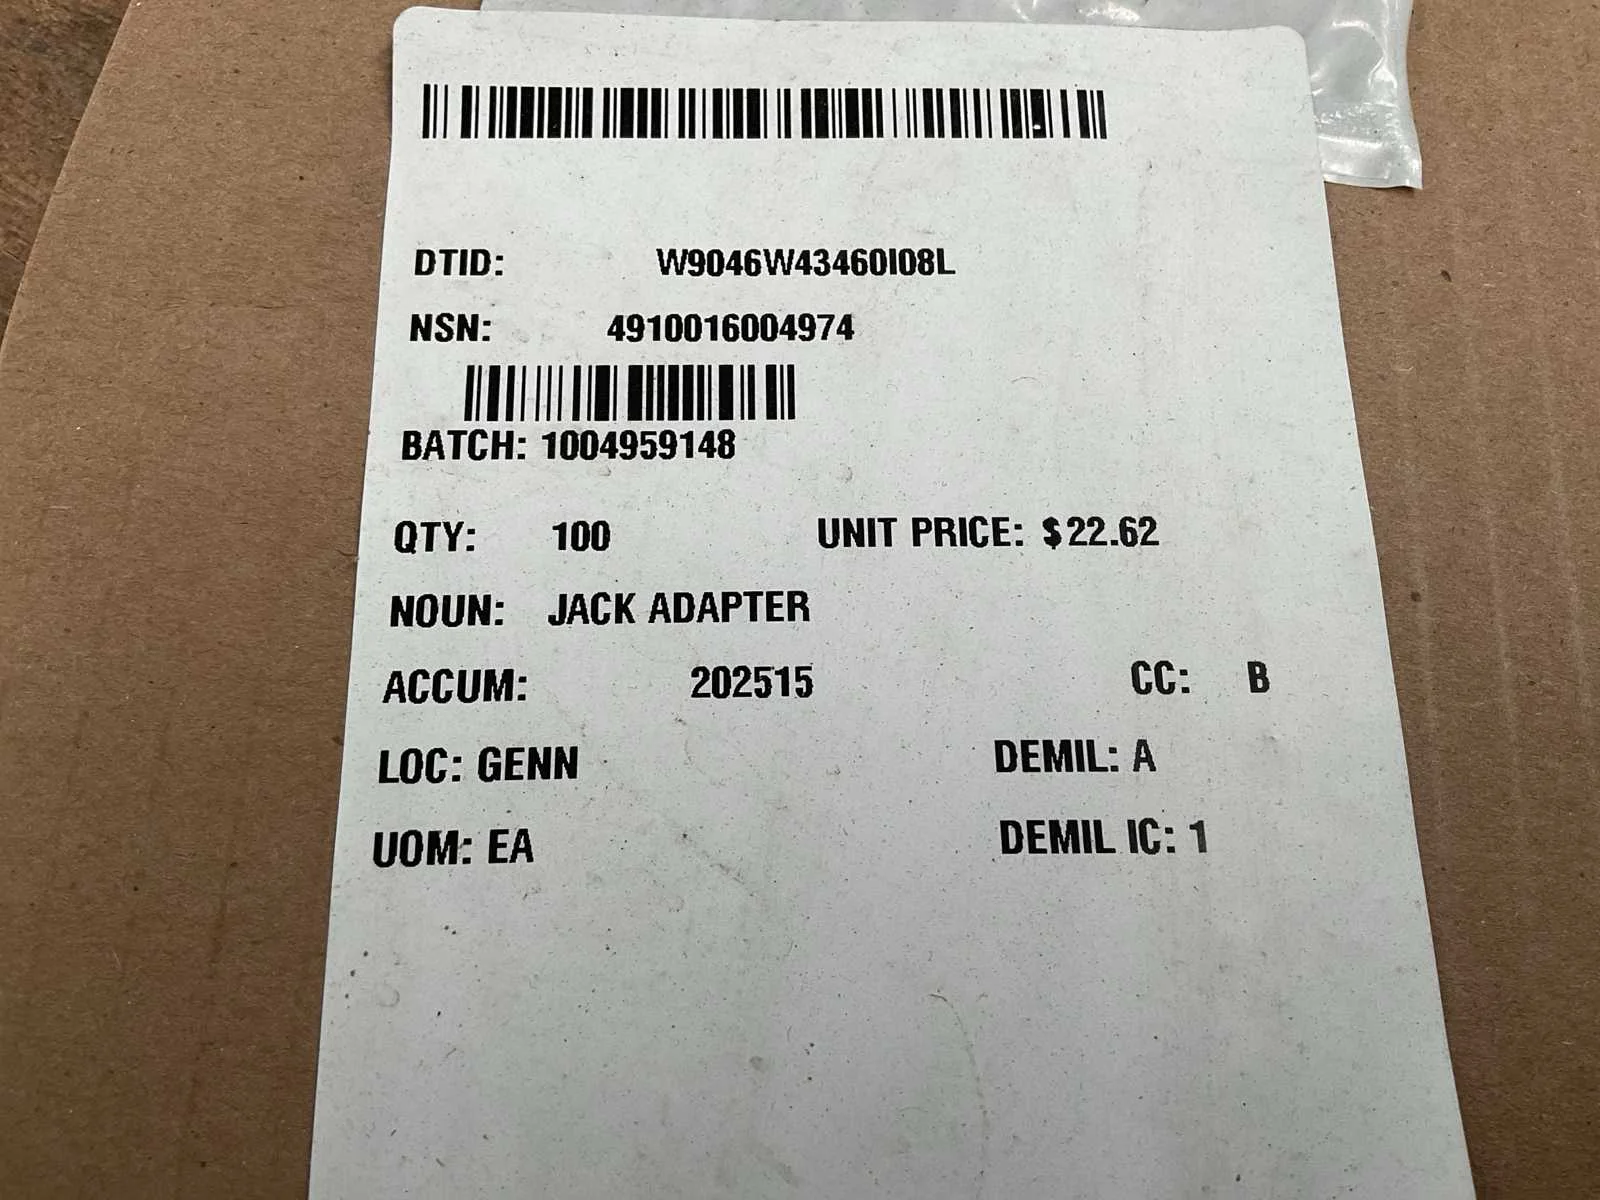 DTID: W9046W43460I08L
NSN: 4910016004974
BATCH: 1004959148
QTY: 100 UNIT PRICE: $22.62
NOUN: JACK ADAPTER
ACCUM: 202515 CC: B
LOC: GENN DEMIL: A
UOM: EA DEMIL IC: 1